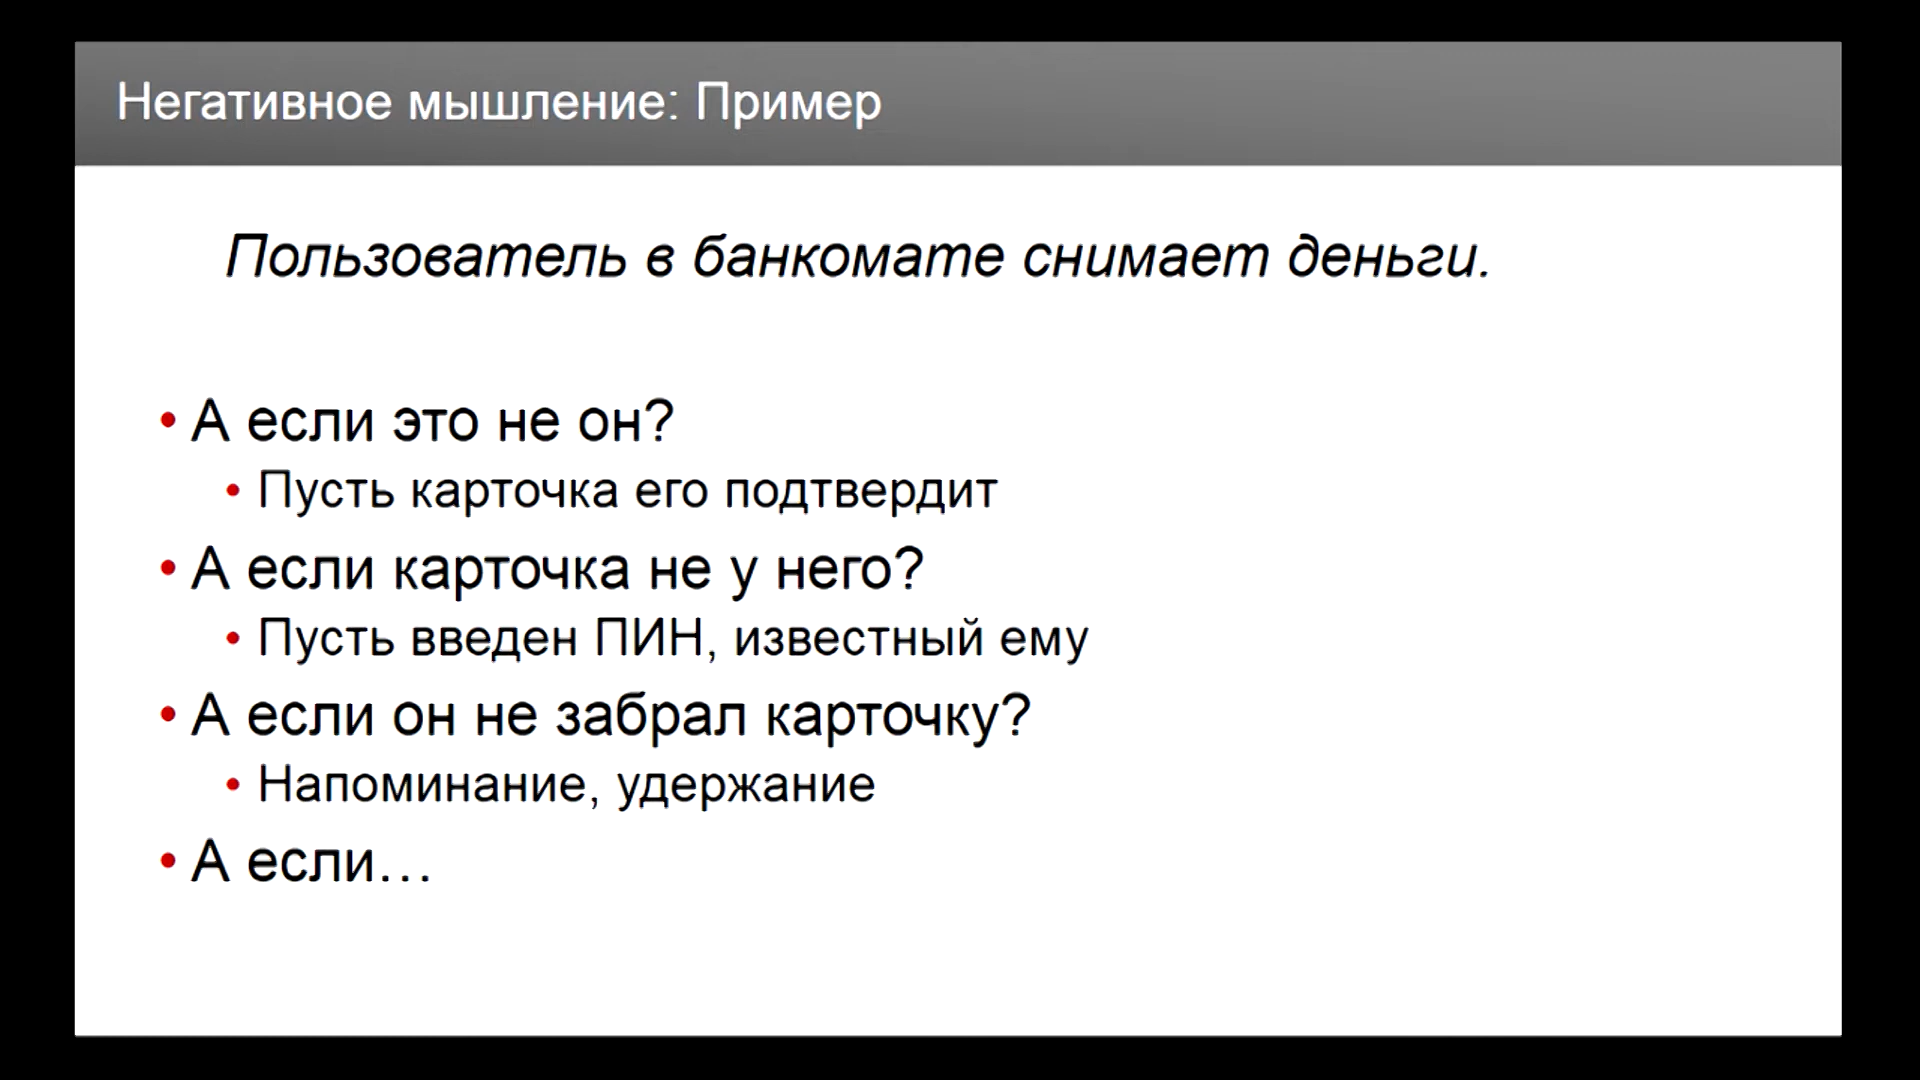 Негативное мышление: Пример
Пользователь в банкомате снимает деньги.
• А если это не он?
• Пусть карточка его подтвердит
• А если карточка не у него?
• Пусть введен ПИН, известный ему
• А если он не забрал карточку?
• Напоминание, удержание
• А если…